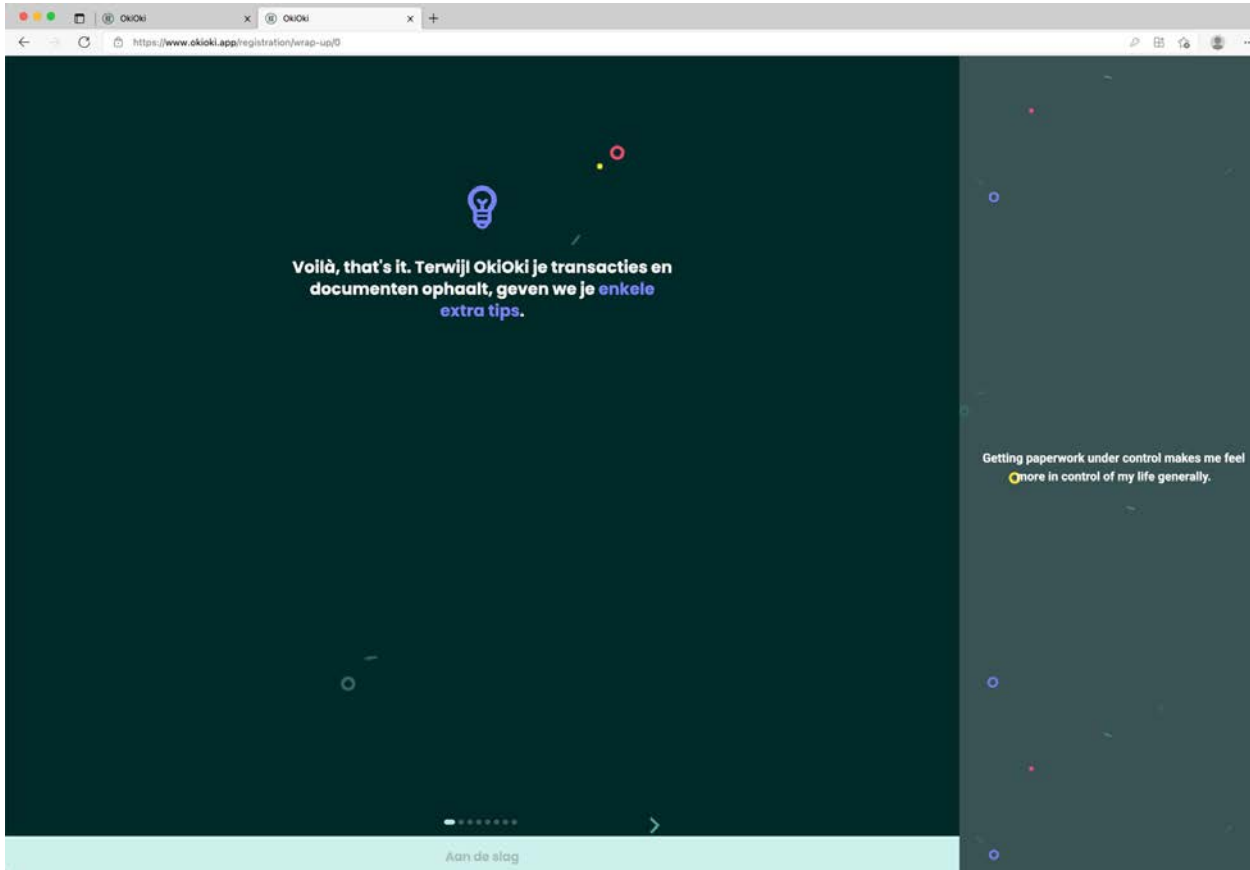 OkiOki
OkiOki
https://www.okioki.app/registration/wrap-up/0
Voilà, that's it. Terwijl OkiOki je transacties en
documenten ophaalt, geven we je enkele
extra tips.
Getting paperwork under control makes me feel
more in control of my life generally.
Aan de slag